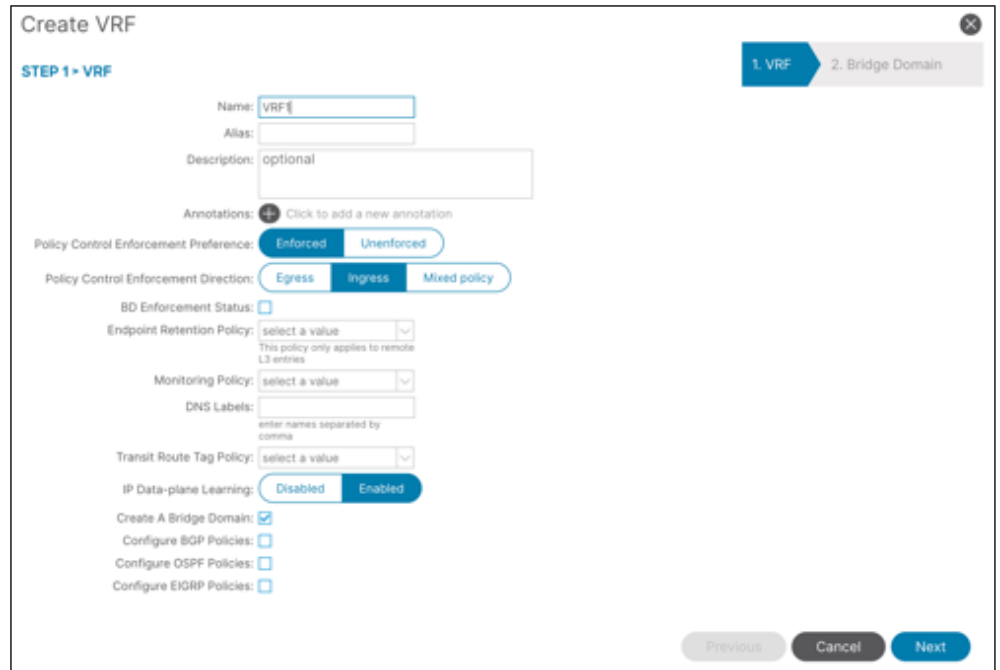 Create VRF
STEP 1 > VRF
1. VRF
2. Bridge Domain
Name: VRF1
Alias:
Description: optional
Annotations: Click to add a new annotation
Policy Control Enforcement Preference: Enforced Unenforced
Policy Control Enforcement Direction: Egress Ingress Mixed policy
BD Enforcement Status:
Endpoint Retention Policy: select a value
This policy only applies to remote
L3 entries
Monitoring Policy: select a value
DNS Labels:
enter names separated by
comma
Transit Route Tag Policy: select a value
IP Data-plane Learning: Disabled Enabled
Create A Bridge Domain:
Configure BGP Policies:
Configure OSPF Policies:
Configure EIGRP Policies:
Previous Cancel Next